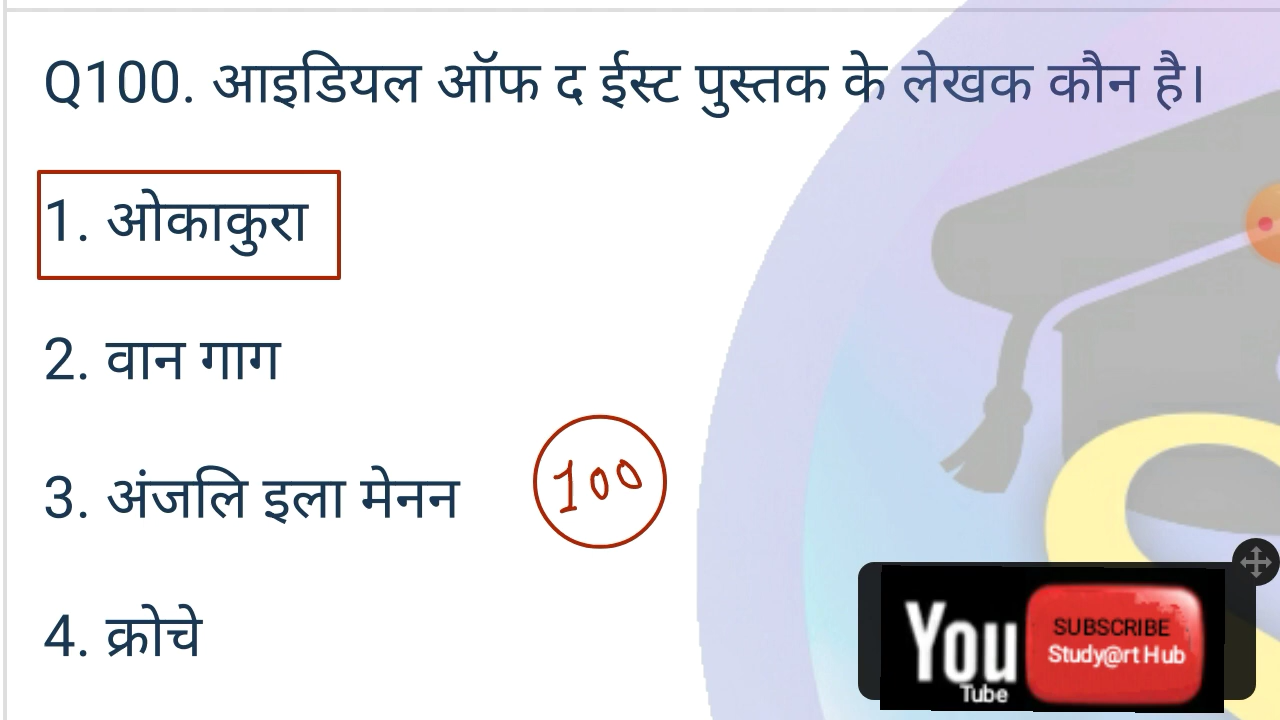 Q100. आइडियल ऑफ द ईस्ट पुस्तक के लेखक कौन है।
1. ओकाकुरा
2. वान गाग
3. अंजलि इला मेनन
100
4. क्रोचे
You
Tube
SUBSCRIBE
Study@rt Hub